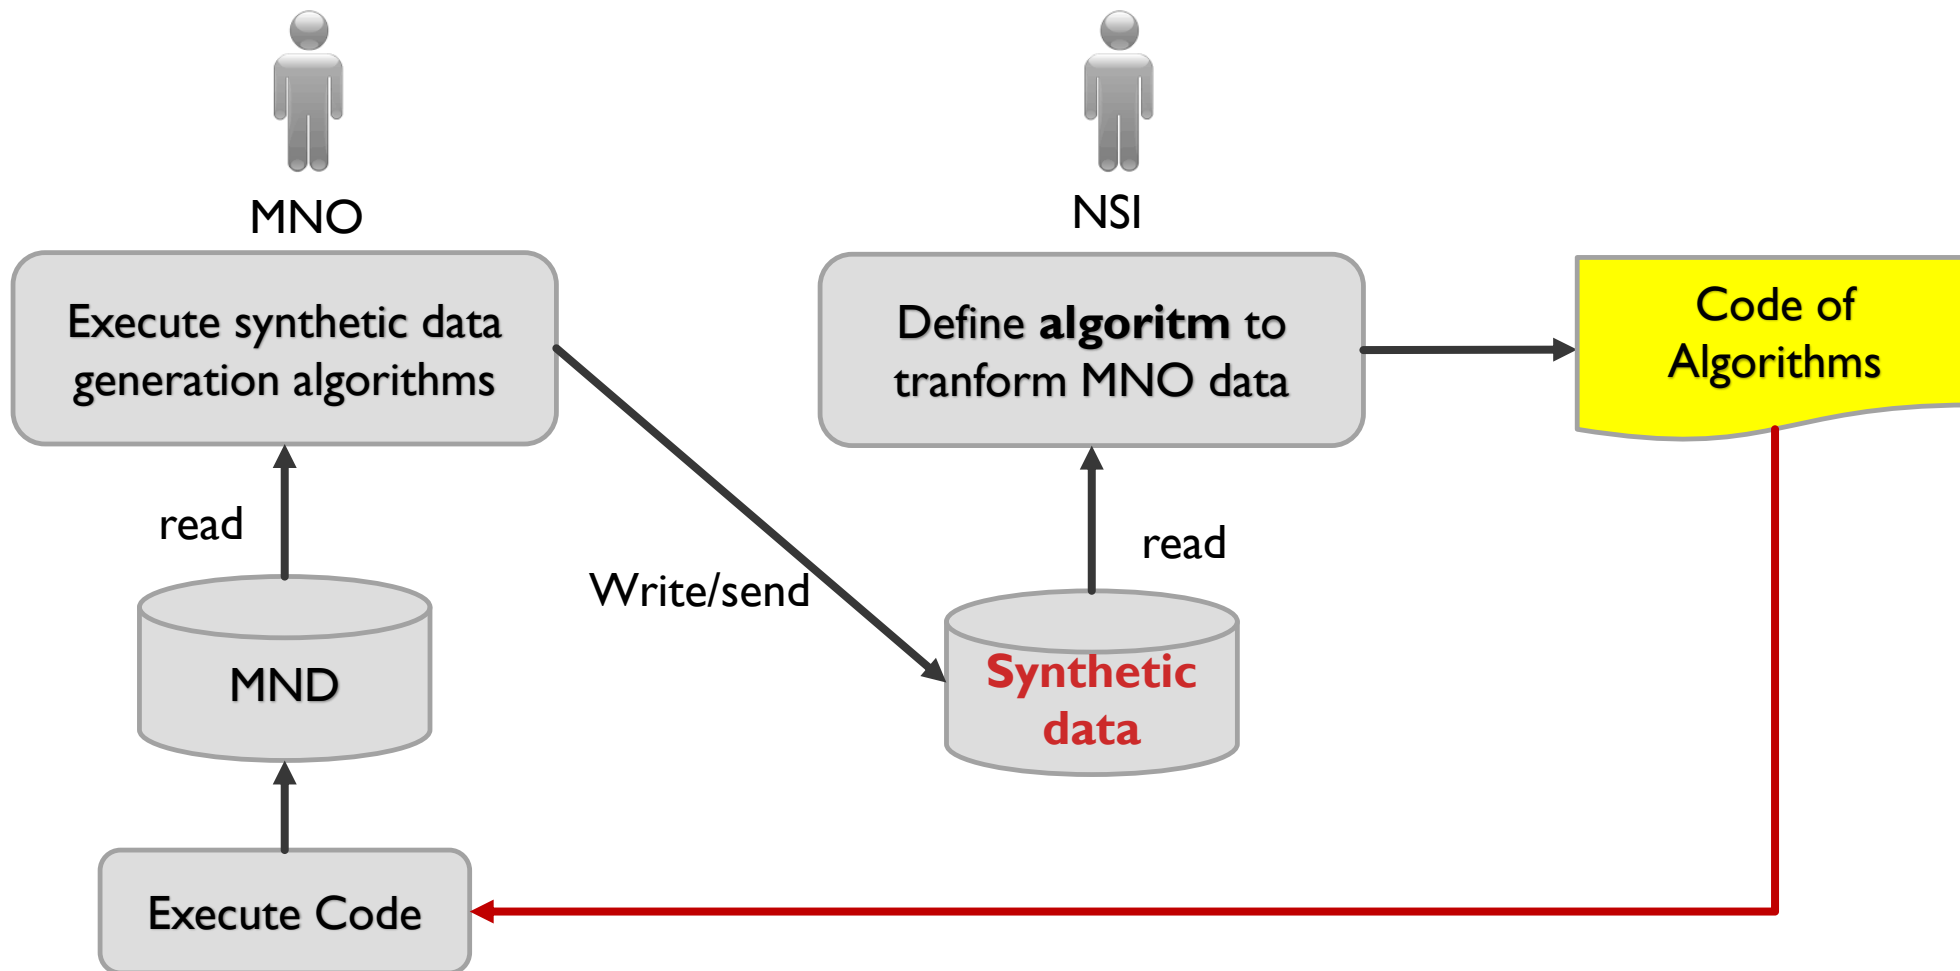 MNO
NSI
Execute synthetic data
generation algorithms
Define algoritm to
tranform MNO data
Code of
Algorithms
read
read
Write/send
MND
Synthetic
data
Execute Code